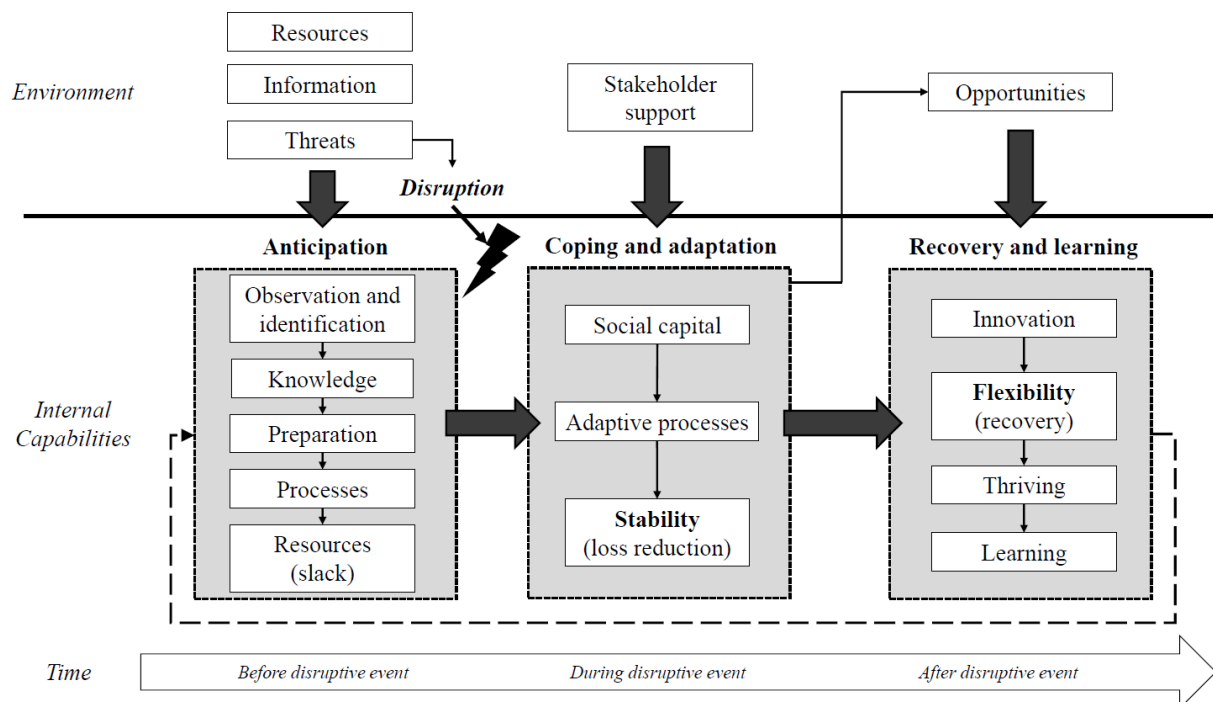 Environment
Resources
Information
Threats
Disruption
Stakeholder
support
Opportunities
Internal
Capabilities
Anticipation
Observation and
identification
Knowledge
Preparation
Processes
Resources
(slack)
Coping and adaptation
Social capital
Adaptive processes
Stability
(loss reduction)
Recovery and learning
Innovation
Flexibility
(recovery)
Thriving
Learning
Time
Before disruptive event
During disruptive event
After disruptive event